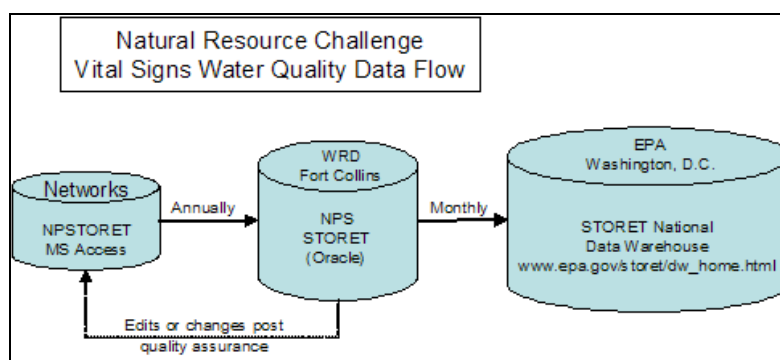 Natural Resource Challenge
Vital Signs Water Quality Data Flow
Networks
NPSTORET
MS Access
Annually
WRD
Fort Collins
NPS
STORET
(Oracle)
Monthly
EPA
Washington, D.C.
STORET National
Data Warehouse
www.epa.gov/storet/dw_home.html
Edits or changes post
quality assurance